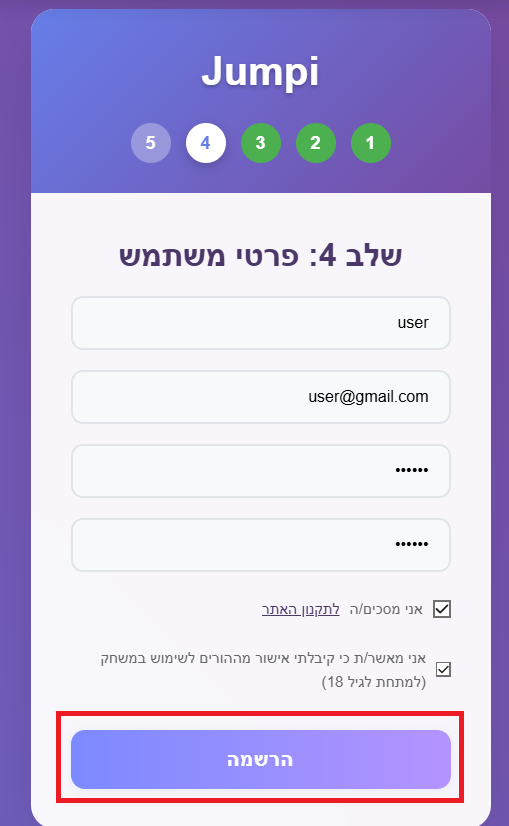 Jumpi
1 2 3 4 5
שלב 4: פרטי משתמש
user
user@gmail.com
••••••
••••••
אני מסכים/ה לתקנון האתר
אני מאשר/ת כי קיבלתי אישור מההורים לשימוש במשחק
(למתחת לגיל 18)
הרשמה